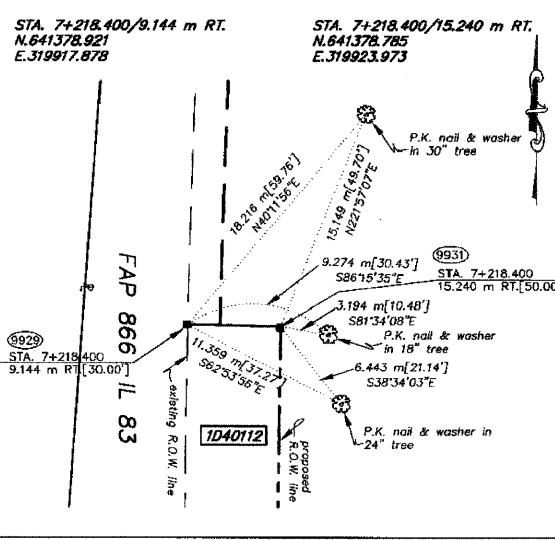 STA. 7+218.400/9.144 m RT.
N.641378.921
E.319917.878
STA. 7+218.400/15.240 m RT.
N.641378.785
E.319923.973
P.K. nail & washer
in 30" tree
18.216 m[59.76']
N40°11'56"E
15.149 m[49.70']
N221°57'07"E
9.274 m[30.43']
S86°15'35"E
9931
STA. 7+218.400
15.240 m RT.[50.00
3.194 m[10.48']
S81°34'08"E
P.K. nail & washer
in 18" tree
9929
STA. 7+218.400
9.144 m RT[30.00']
11.359 m[37.27'
S62°53'56"E
6.443 m[21.14']
S38°34'03"E
FAP 866 IL 83
existing
R.O.W. line
1D40112
proposed
R.O.W. line
P.K. nail & washer in
24" tree